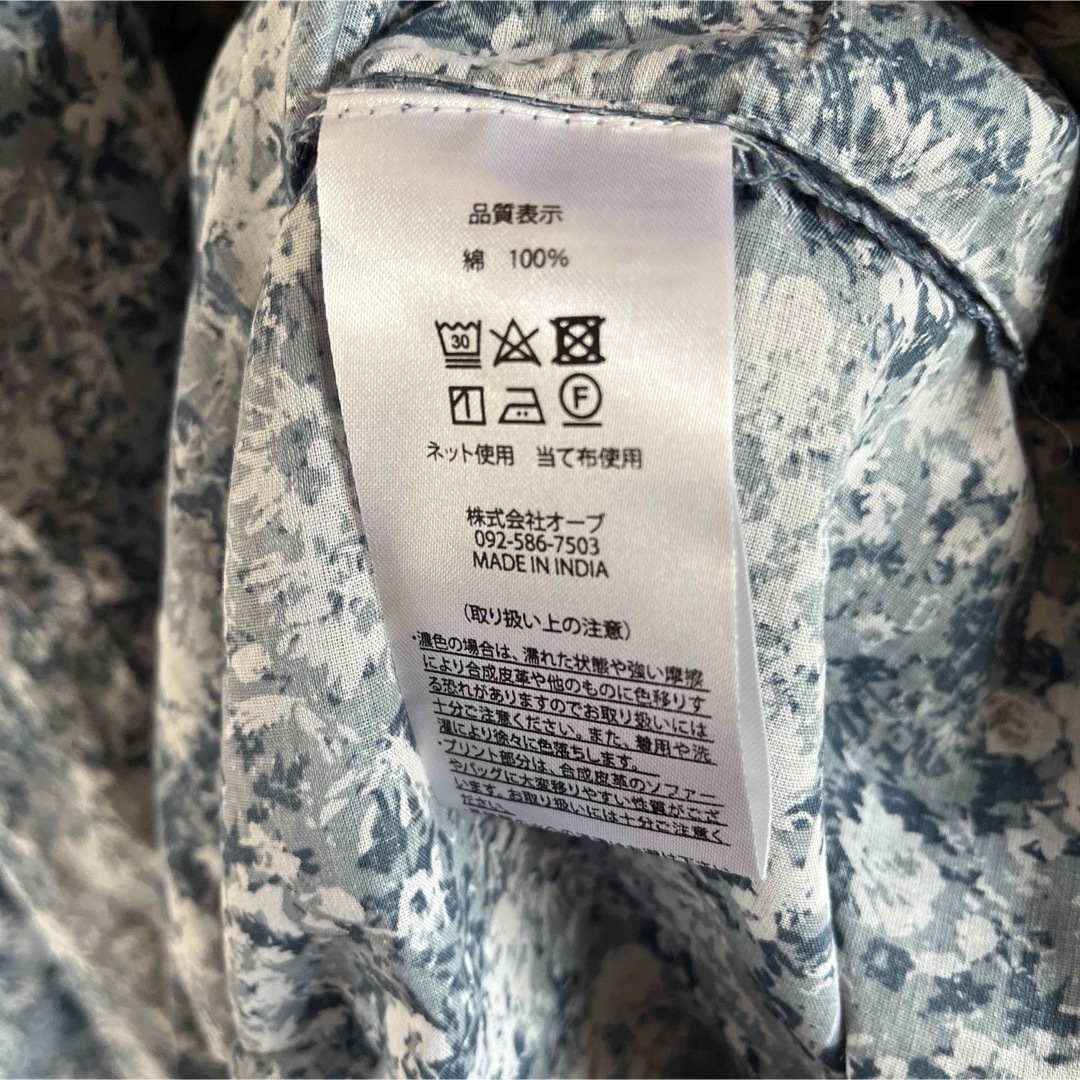 品質表示
綿 100%
30
F
ネット使用 当て布使用
株式会社オーブ
092-586-7503
MADE IN INDIA
(取り扱い上の注意)
・濃色の場合は、濡れた状態や強い摩擦
により合成皮革や他のものに色移りす
る恐れがありますのでお取り扱いには
十分ご注意ください。また、着用や洗
濯により徐々に色落ちします。
・プリント部分は、合成皮革のソファー
やバッグに大変移りやすい性質がござ
います。お取り扱いには十分ご注意く
ださい。